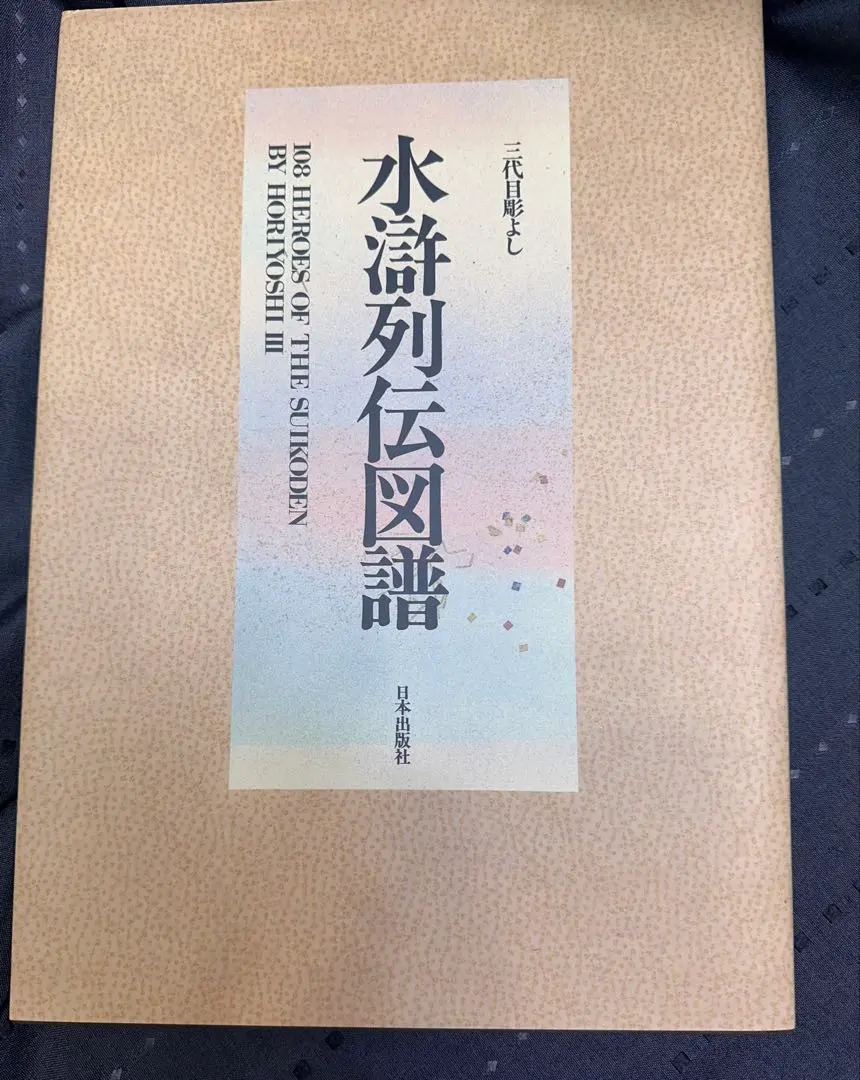 三代目彫よし
水滸列伝図譜
108 HEROES OF THE SUIKODEN
BY HORIYOSHI III
日本出版社